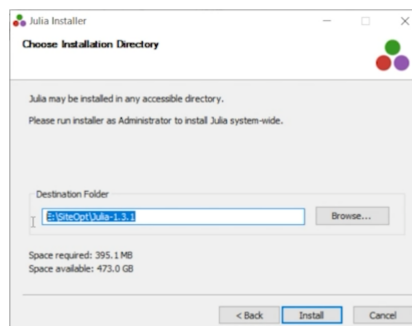 Julia Installer
Choose Installation Directory
Julia may be installed in any accessible directory.
Please run installer as Administrator to install Julia system-wide.
Destination Folder
E:\SiteOpt\Julia-1.3.1
Browse...
Space required: 395.1 MB
Space available: 473.0 GB
< Back
Install
Cancel